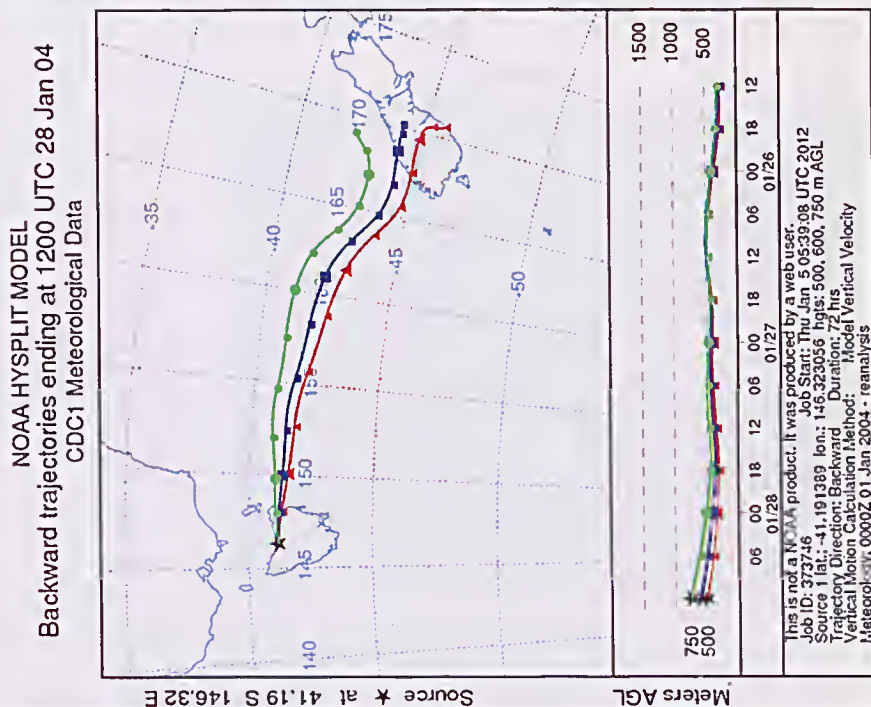 NOAA HYSPLIT MODEL
Backward trajectories ending at 1200 UTC 28 Jan 04
CDC1 Meteorological Data
Source ★ at 41.19 S 146.32 E
-35
-40
-45
-50
140
145
150
155
160
165
170
175
Meters AGL
1500
1000
500
750
500
06
00
18
12
06
00
18
12
06
00
18
12
01/28
01/27
01/26
This is not a NOAA product. It was produced by a web user.
Job ID: 373746 Job Start: Thu Jan 5 05:39:08 UTC 2012
Source 1 lat.: -41.191389 lon.: 146.323056 hgts: 500, 600, 750 m AGL
Trajectory Direction: Backward Duration: 72 hrs
Vertical Motion Calculation Method: Model Vertical Velocity
Meteorology: 0000Z 01 Jan 2004 - reanalysis